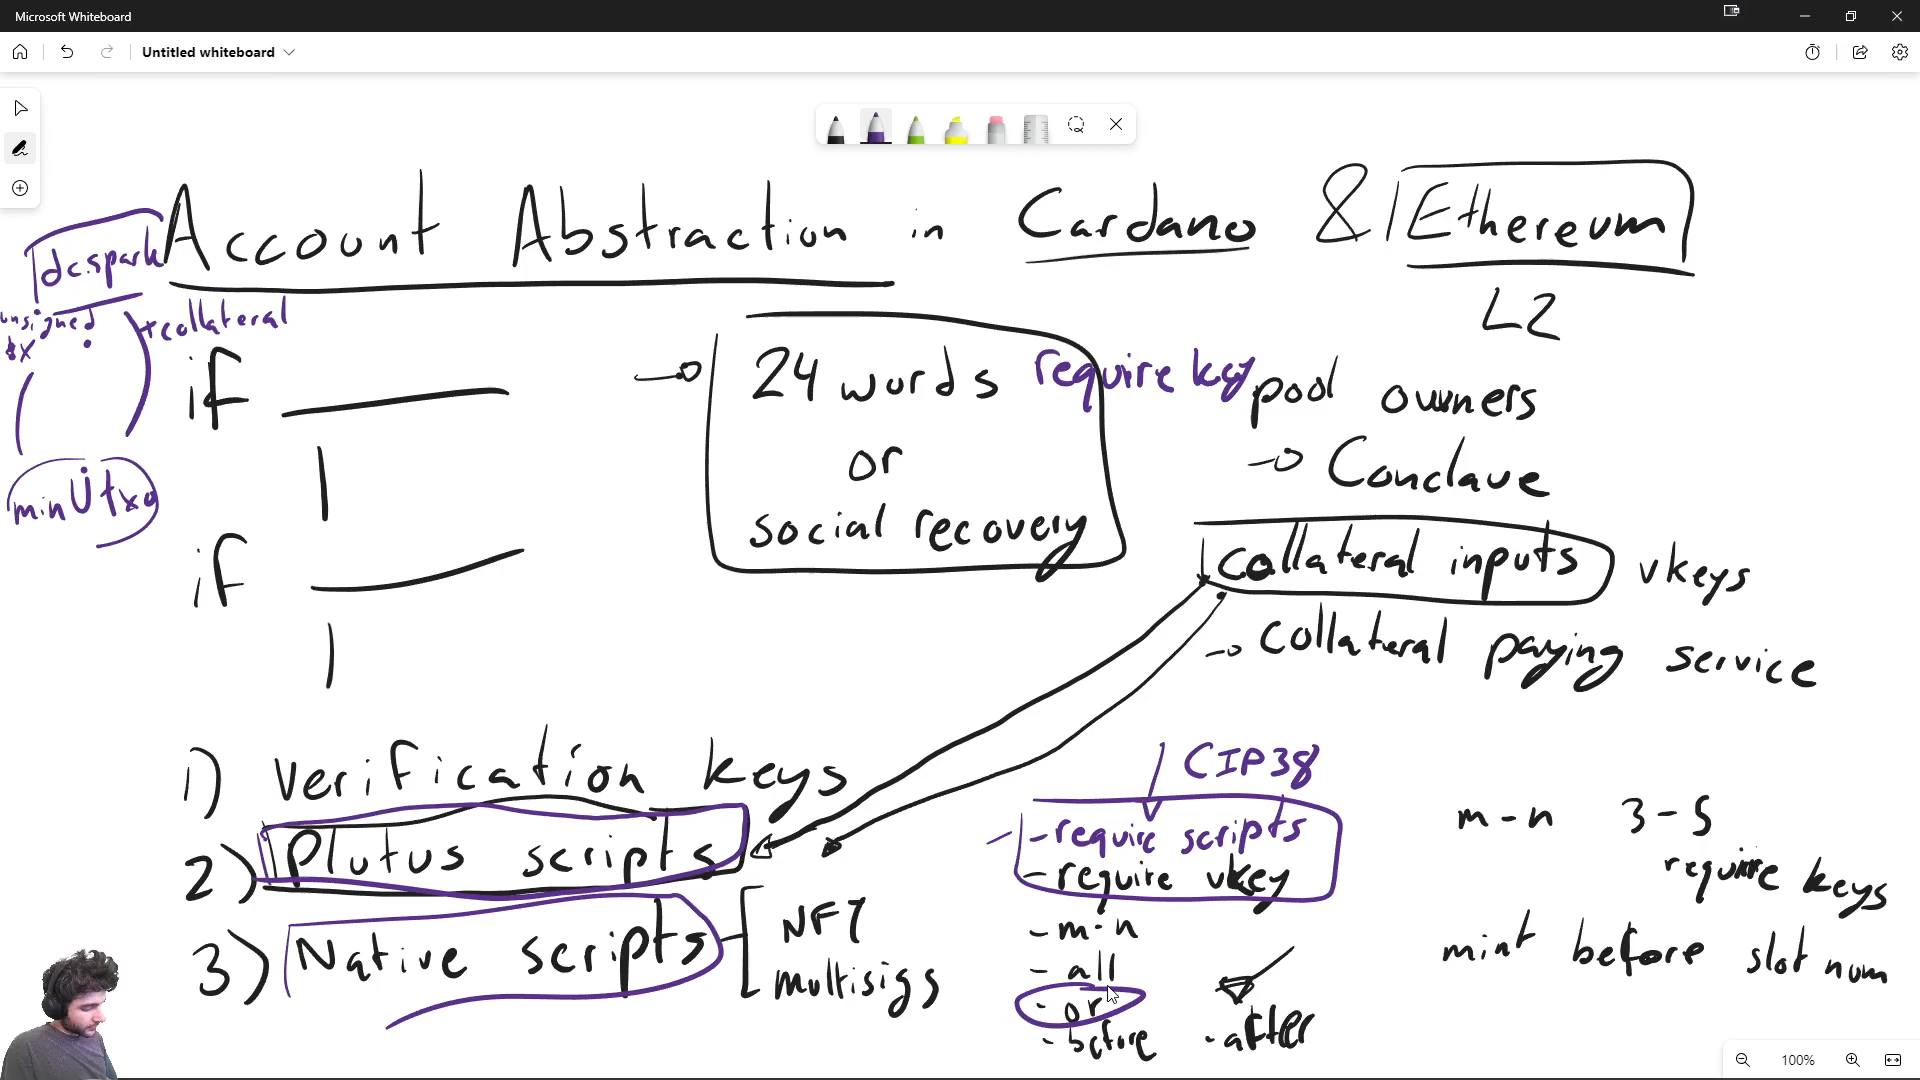 Microsoft Whiteboard
Untitled whiteboard
Account Abstraction in Cardano & Ethereum
L2
dcspark
unsigned
tx
+collateral
minUtxo
if
if
24 words
or
social recovery
require key
pool owners
Conclave
collateral inputs vkeys
collateral paying service
1) verification keys
2) Plutus scripts
3) Native scripts
NFT
multisigs
CIP38
- require scripts
- require vkey
- m-n
- all
- or
- before
- after
m-n 3-5
require keys
mint before slot num
100%